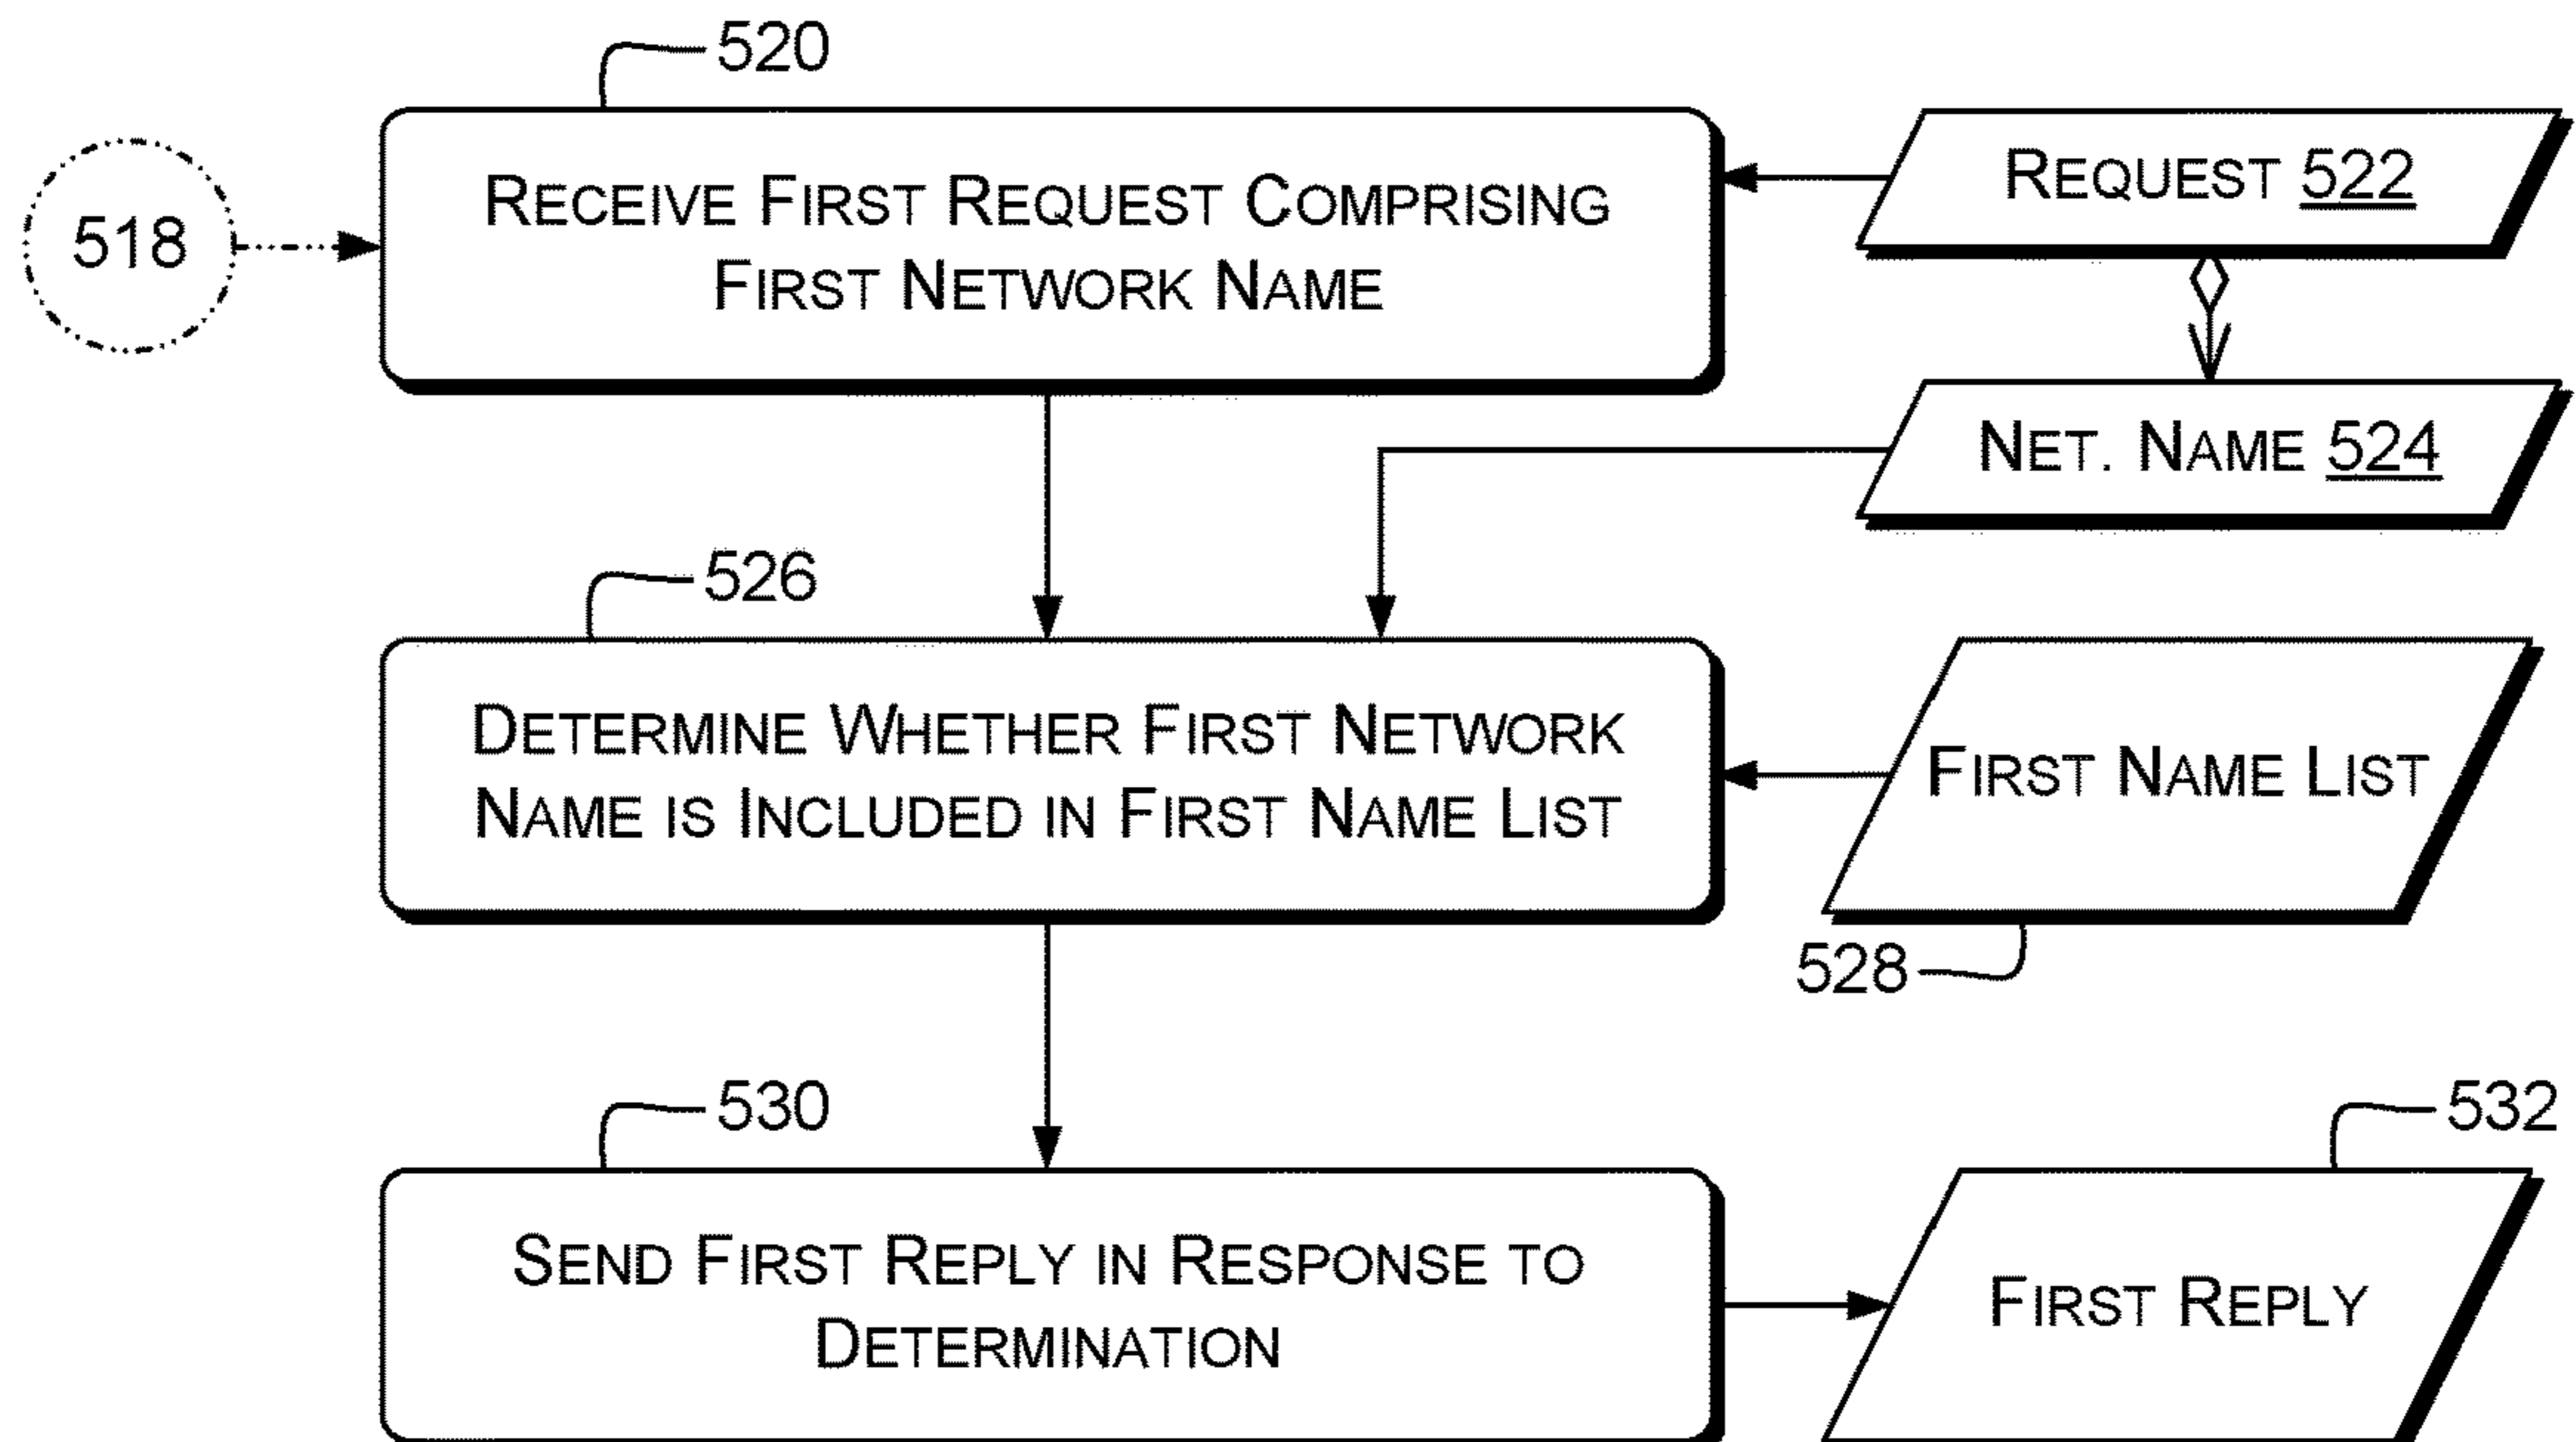 520
518
RECEIVE FIRST REQUEST COMPRISING
FIRST NETWORK NAME
REQUEST 522
NET. NAME 524
526
DETERMINE WHETHER FIRST NETWORK
NAME IS INCLUDED IN FIRST NAME LIST
FIRST NAME LIST
528
530
SEND FIRST REPLY IN RESPONSE TO
DETERMINATION
532
FIRST REPLY